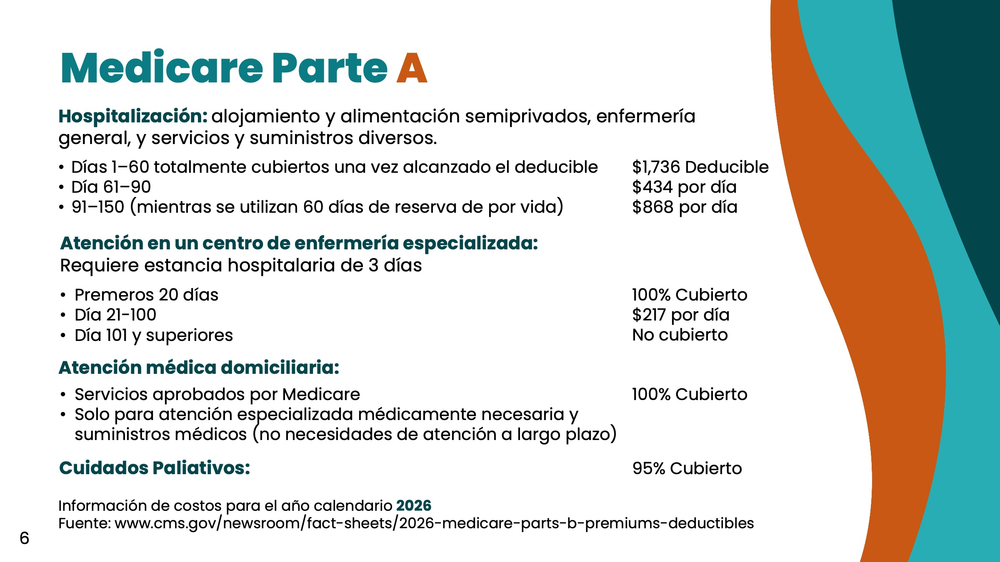 Medicare Parte A
Hospitalización: alojamiento y alimentación semiprivados, enfermería
general, y servicios y suministros diversos.
• Días 1–60 totalmente cubiertos una vez alcanzado el deducible $1,736 Deducible
• Día 61–90 $434 por día
• 91–150 (mientras se utilizan 60 días de reserva de por vida) $868 por día
Atención en un centro de enfermería especializada:
Requiere estancia hospitalaria de 3 días
• Premeros 20 días 100% Cubierto
• Día 21-100 $217 por día
• Día 101 y superiores No cubierto
Atención médica domiciliaria:
• Servicios aprobados por Medicare 100% Cubierto
• Solo para atención especializada médicamente necesaria y
suministros médicos (no necesidades de atención a largo plazo)
Cuidados Paliativos: 95% Cubierto
Información de costos para el año calendario 2026
Fuente: www.cms.gov/newsroom/fact-sheets/2026-medicare-parts-b-premiums-deductibles
6